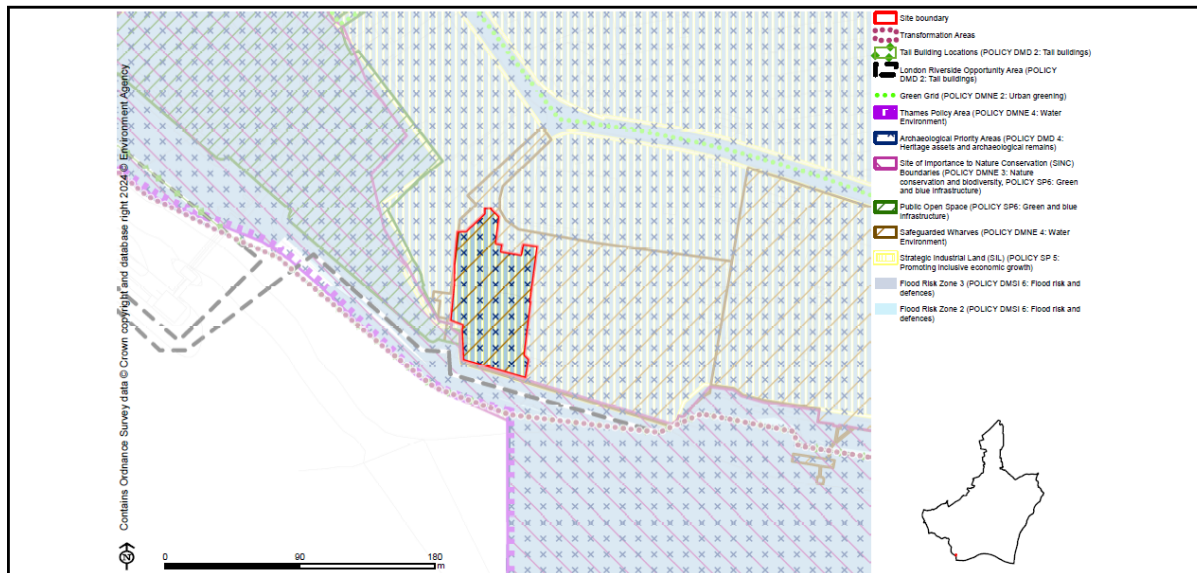 Site boundary
Transformation Areas
Tall Building Locations (POLICY DMD 2: Tall buildings)
London Riverside Opportunity Area (POLICY
DMD 2: Tall buildings)
Green Grid (POLICY DMNE 2: Urban greening)
Thames Policy Area (POLICY DMNE 4: Water
Environment)
Archaeological Priority Areas (POLICY DMD 4:
Heritage assets and archaeological remains)
Site of Importance to Nature Conservation (SINC)
Boundaries (POLICY DMNE 3: Nature
conservation and biodiversity, POLICY SP6: Green
and blue infrastructure)
Public Open Space (POLICY SP6: Green and blue
infrastructure)
Safeguarded Wharves (POLICY DMNE 4: Water
Environment)
Strategic Industrial Land (SIL) (POLICY SP 5:
Promoting inclusive economic growth)
Flood Risk Zone 3 (POLICY DMSI 6: Flood risk and
defences)
Flood Risk Zone 2 (POLICY DMSI 6: Flood risk and
defences)
Contains Ordnance Survey data © Crown copyright and database right 2024 © Environment Agency
N
0 90 180
m